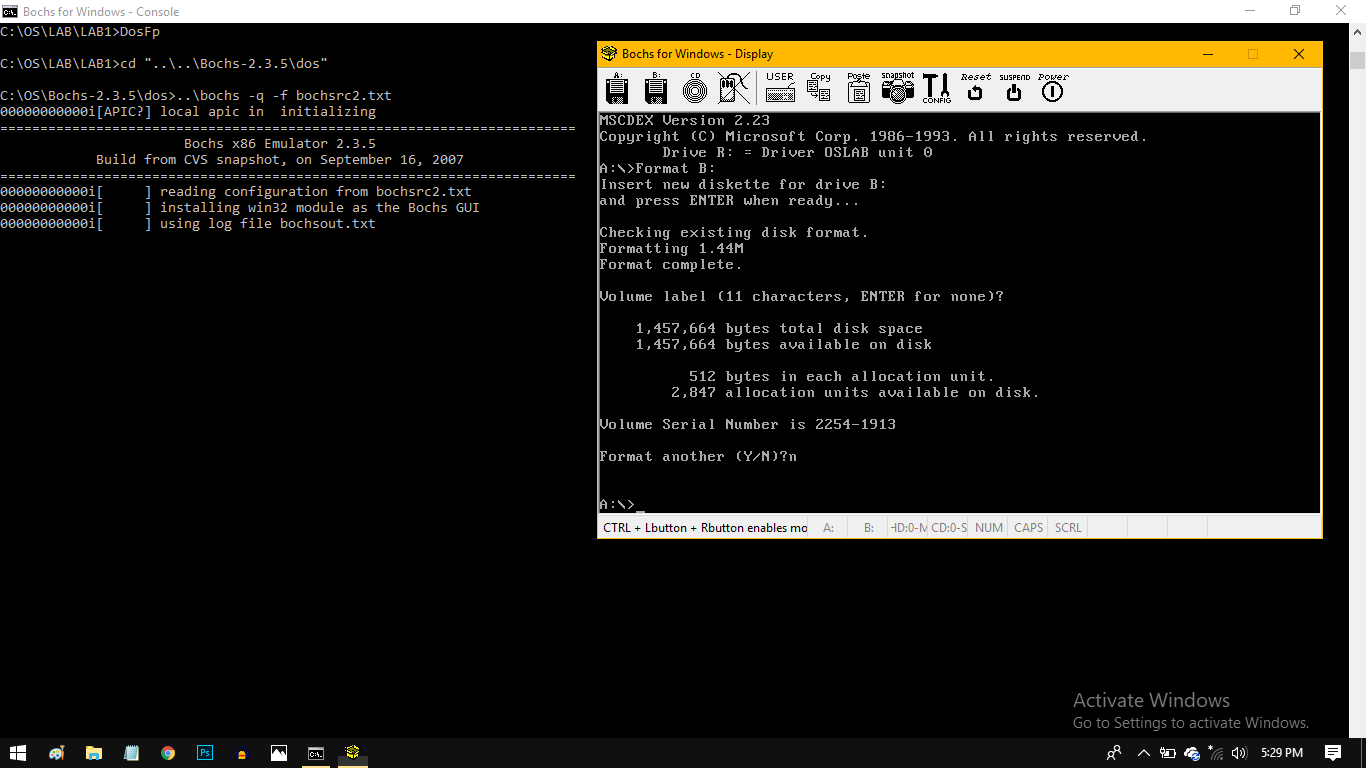 Bochs for Windows - Console
C:\OS\LAB\LAB1>DosFp
C:\OS\LAB\LAB1>cd "..\..\Bochs-2.3.5\dos"
C:\OS\Bochs-2.3.5\dos>..\bochs -q -f bochsrc2.txt
00000000000i[APIC?] local apic in  initializing
========================================================================
Bochs x86 Emulator 2.3.5
Build from CVS snapshot, on September 16, 2007
========================================================================
00000000000i[     ] reading configuration from bochsrc2.txt
00000000000i[     ] installing win32 module as the Bochs GUI
00000000000i[     ] using log file bochsout.txt
Bochs for Windows - Display
A: B: CD USER Copy Paste snapshot CONFIG Reset SUSPEND Power
MSCDEX Version 2.23
Copyright (C) Microsoft Corp. 1986-1993. All rights reserved.
Drive R: = Driver OSLAB unit 0
A:\>Format B:
Insert new diskette for drive B:
and press ENTER when ready...
Checking existing disk format.
Formatting 1.44M
Format complete.
Volume label (11 characters, ENTER for none)?
1,457,664 bytes total disk space
1,457,664 bytes available on disk
512 bytes in each allocation unit.
2,847 allocation units available on disk.
Volume Serial Number is 2254-1913
Format another (Y/N)?n
A:\>_
CTRL + Lbutton + Rbutton enables mo A: B: HD:0-M CD:0-S NUM CAPS SCRL
Activate Windows
Go to Settings to activate Windows.
Ps
5:29 PM